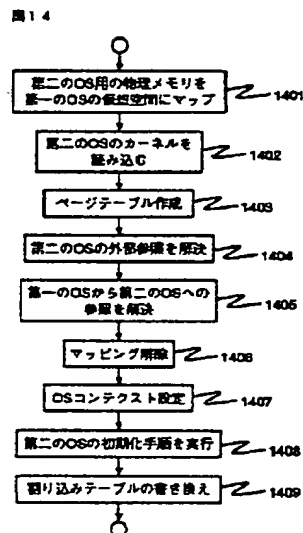 図14
第二のOS用の物理メモリを
第一のOSの仮想空間にマップ
1401
第二のOSのカーネルを
読み込む
1402
ページテーブル作成
1403
第二のOSの外部参照を解決
1404
第一のOSから第二のOSへの
参照を解決
1405
マッピング解除
1406
OSコンテクスト設定
1407
第二のOSの初期化手順を実行
1408
割り込みテーブルの書き換え
1409